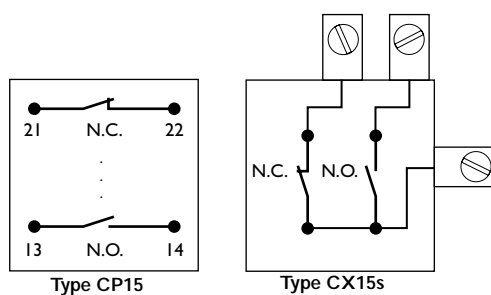 21 N.C. 22
13 N.O. 14
Type CP15
N.C. N.O.
Type CX15s